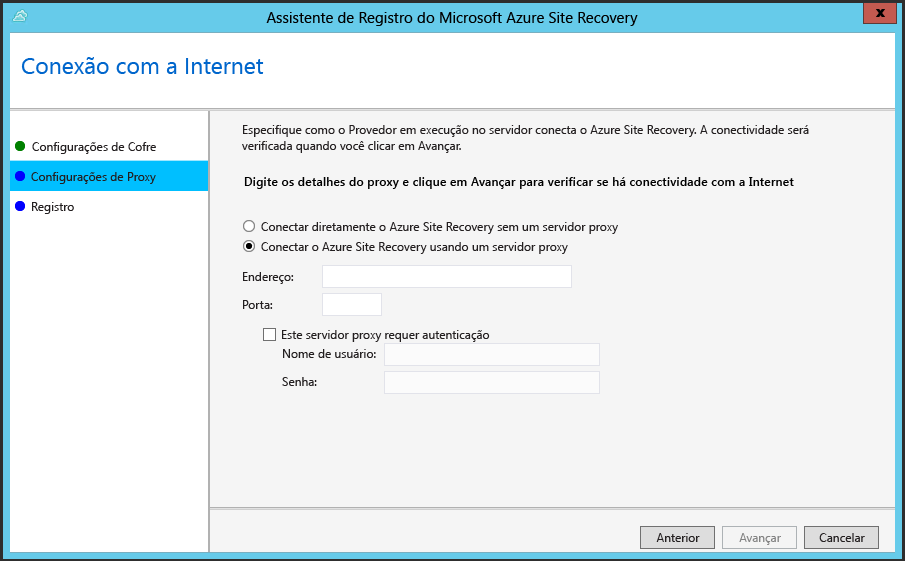 Assistente de Registro do Microsoft Azure Site Recovery
x
Conexão com a Internet
Configurações de Cofre
Configurações de Proxy
Registro
Especifique como o Provedor em execução no servidor conecta o Azure Site Recovery. A conectividade será
verificada quando você clicar em Avançar.
Digite os detalhes do proxy e clique em Avançar para verificar se há conectividade com a Internet
Conectar diretamente o Azure Site Recovery sem um servidor proxy
Conectar o Azure Site Recovery usando um servidor proxy
Endereço:
Porta:
Este servidor proxy requer autenticação
Nome de usuário:
Senha:
Anterior
Avançar
Cancelar